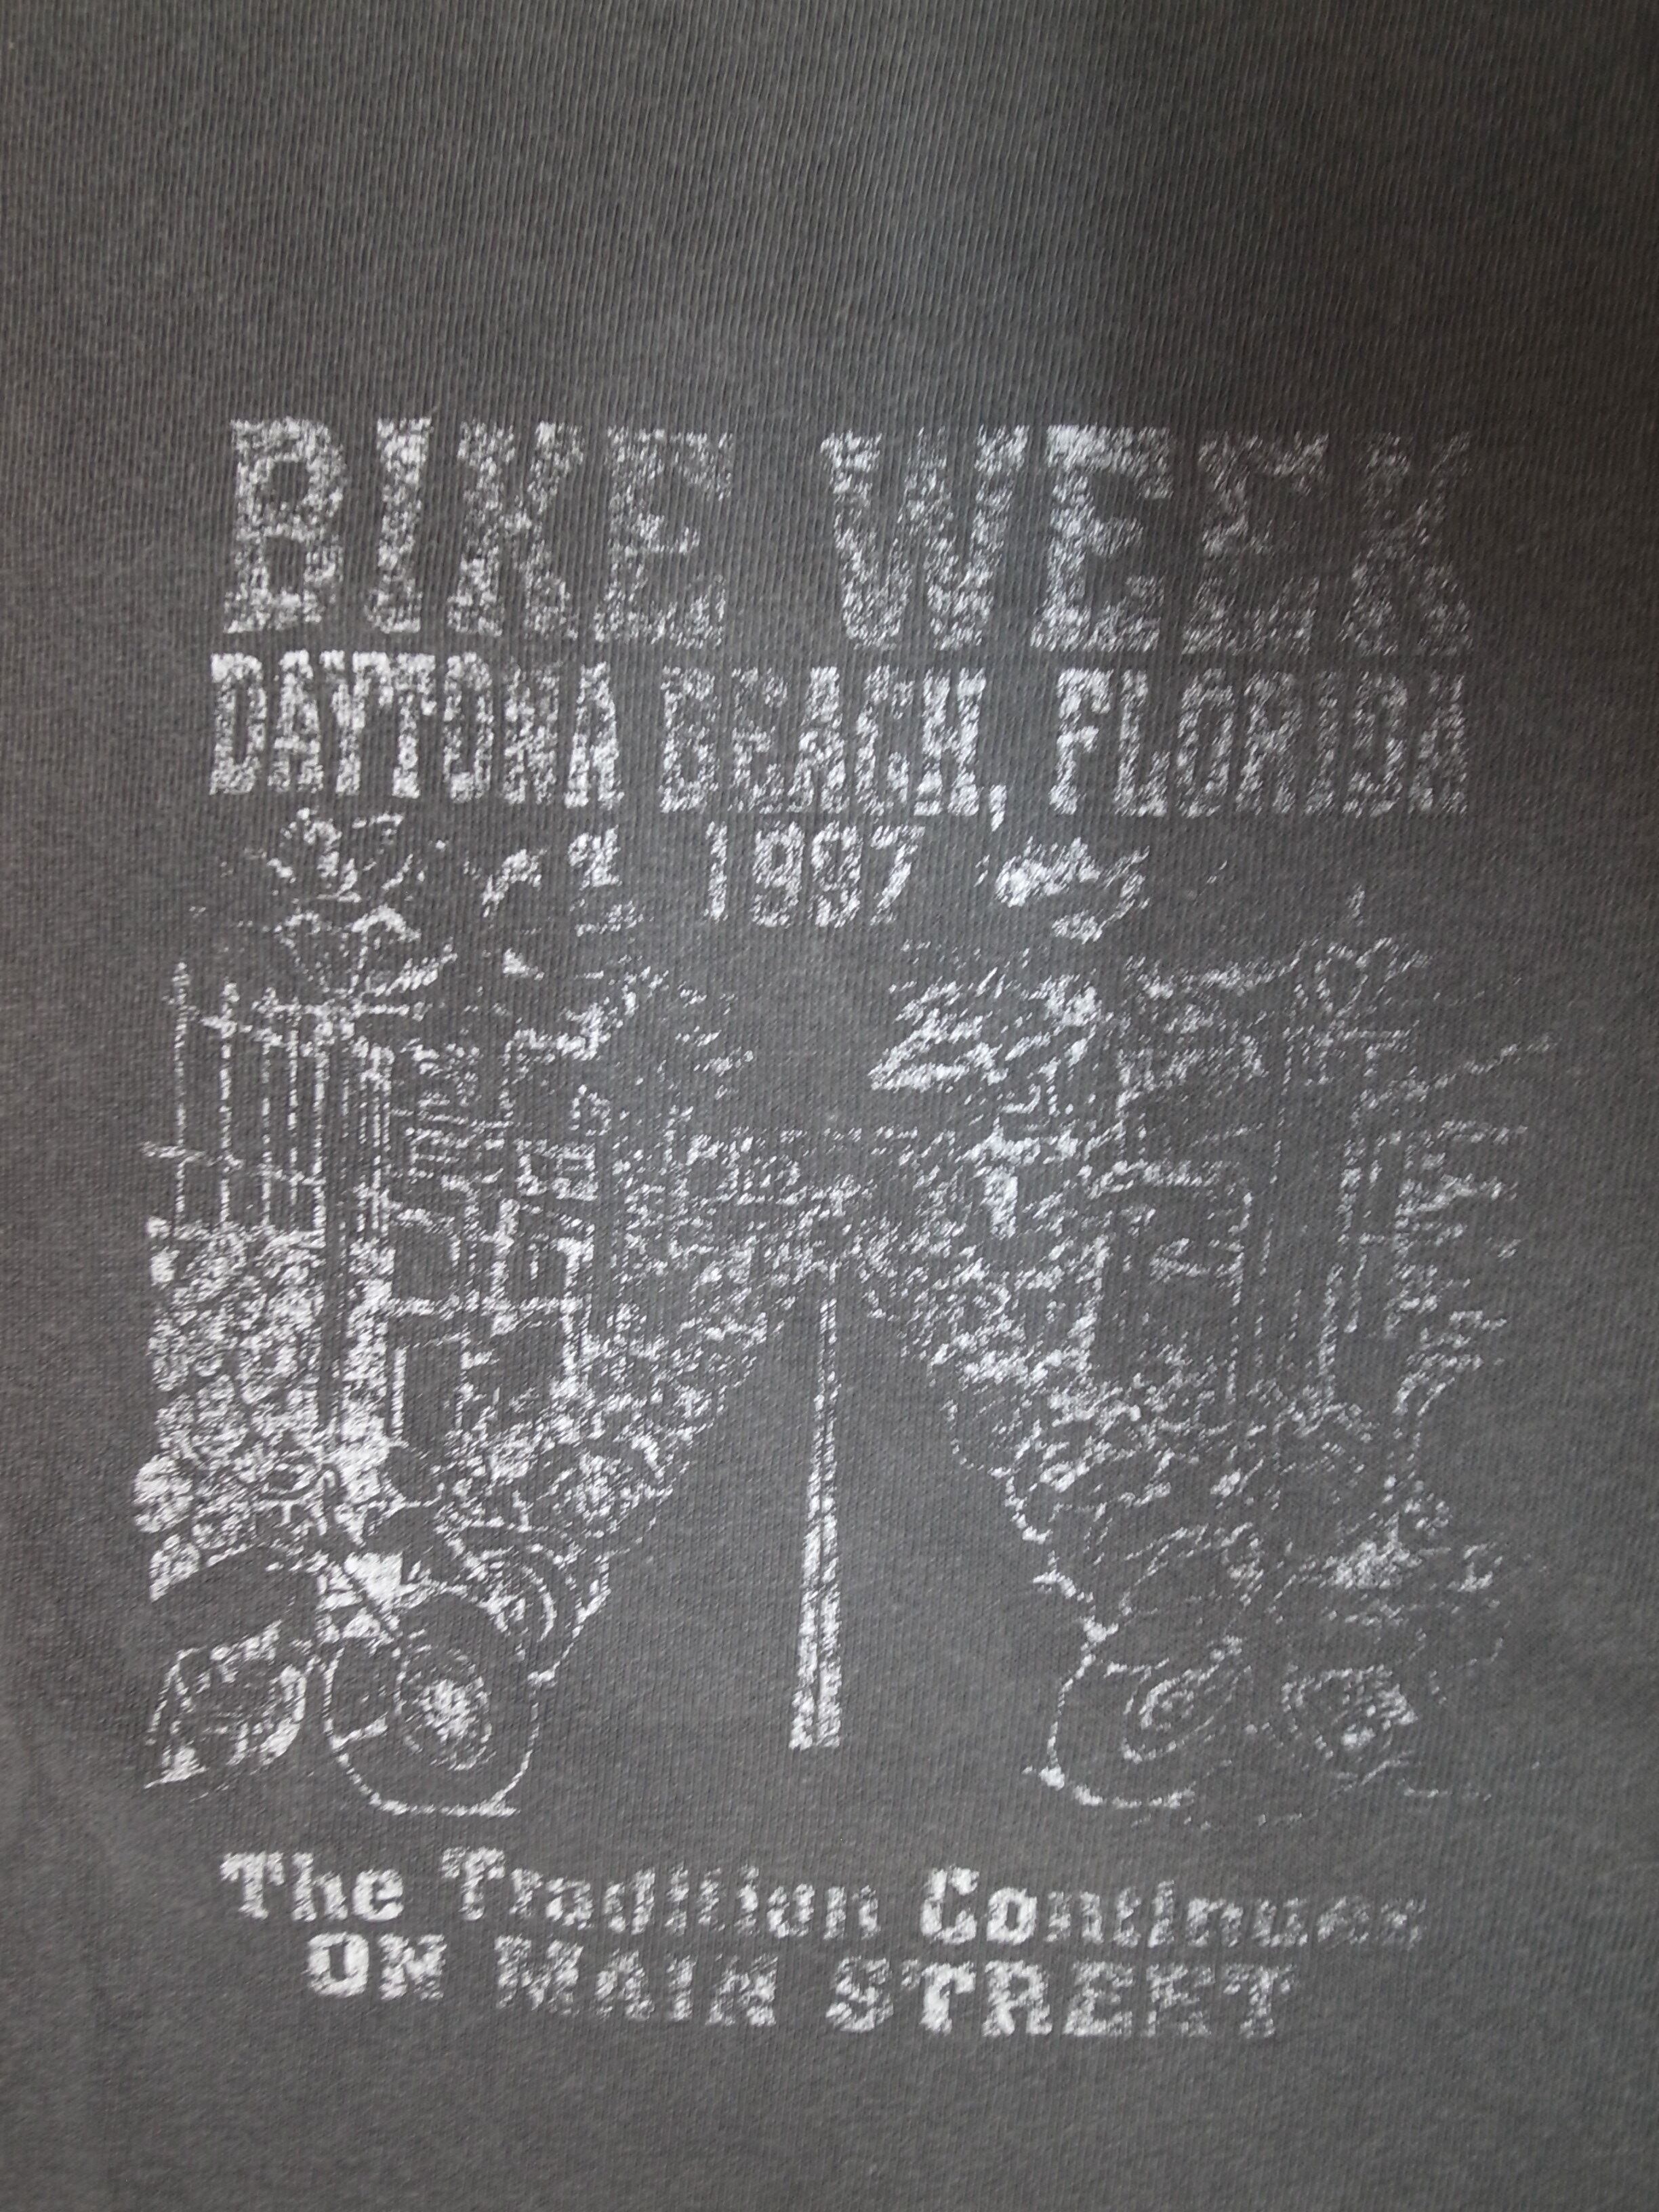 BIKE WEEK
DAYTONA BEACH, FLORIDA
1997
The Tradition Continues
ON MAIN STREET